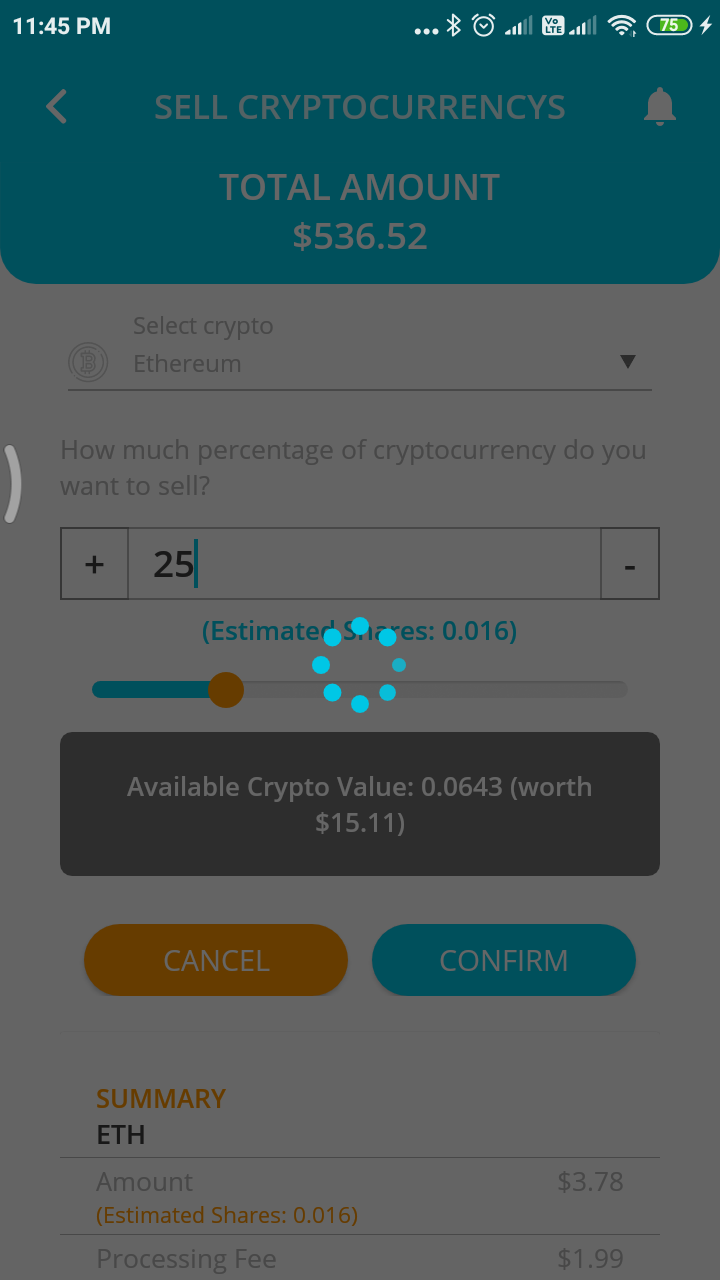 11:45 PM
Vo LTE
75
SELL CRYPTOCURRENCYS
TOTAL AMOUNT
$536.52
Select crypto
Ethereum
How much percentage of cryptocurrency do you
want to sell?
+ 25 -
(Estimated Shares: 0.016)
Available Crypto Value: 0.0643 (worth
$15.11)
CANCEL CONFIRM
SUMMARY
ETH
Amount $3.78
(Estimated Shares: 0.016)
Processing Fee $1.99